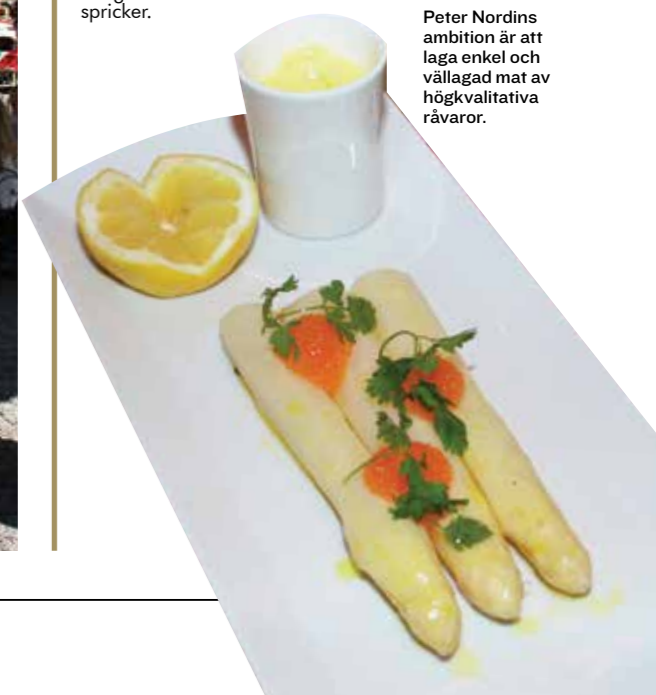 spricker.
Peter Nordins
ambition är att
laga enkel och
vällagad mat av
högkvalitativa
råvaror.